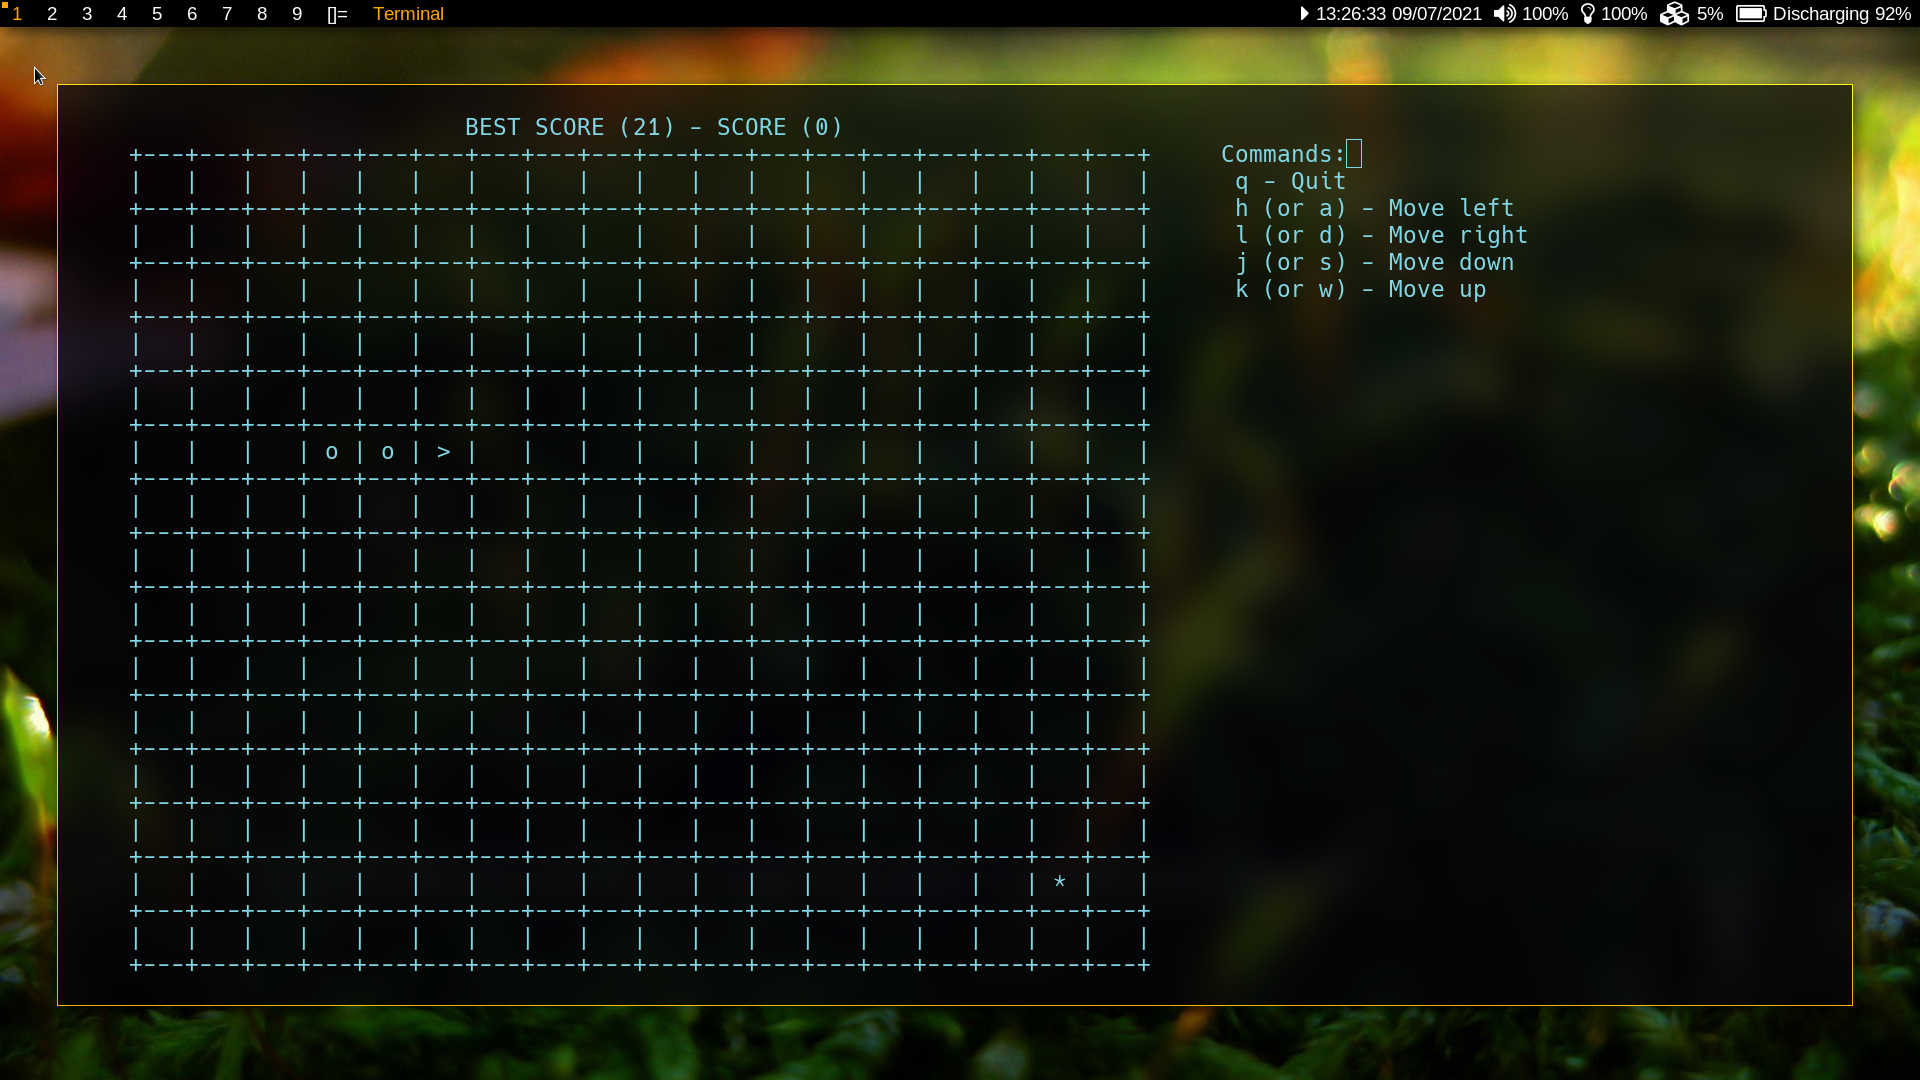 1 2 3 4 5 6 7 8 9 []= Terminal 13:26:33 09/07/2021 100% 100% 5% Discharging 92%
BEST SCORE (21) - SCORE (0)
+---+---+---+---+---+---+---+---+---+---+---+---+---+---+---+---+---+---+
|   |   |   |   |   |   |   |   |   |   |   |   |   |   |   |   |   |   |
+---+---+---+---+---+---+---+---+---+---+---+---+---+---+---+---+---+---+
|   |   |   |   |   |   |   |   |   |   |   |   |   |   |   |   |   |   |
+---+---+---+---+---+---+---+---+---+---+---+---+---+---+---+---+---+---+
|   |   |   |   |   |   |   |   |   |   |   |   |   |   |   |   |   |   |
+---+---+---+---+---+---+---+---+---+---+---+---+---+---+---+---+---+---+
|   |   |   |   |   |   |   |   |   |   |   |   |   |   |   |   |   |   |
+---+---+---+---+---+---+---+---+---+---+---+---+---+---+---+---+---+---+
|   |   |   |   |   |   |   |   |   |   |   |   |   |   |   |   |   |   |
+---+---+---+---+---+---+---+---+---+---+---+---+---+---+---+---+---+---+
|   |   |   | o | o | > |   |   |   |   |   |   |   |   |   |   |   |   |
+---+---+---+---+---+---+---+---+---+---+---+---+---+---+---+---+---+---+
|   |   |   |   |   |   |   |   |   |   |   |   |   |   |   |   |   |   |
+---+---+---+---+---+---+---+---+---+---+---+---+---+---+---+---+---+---+
|   |   |   |   |   |   |   |   |   |   |   |   |   |   |   |   |   |   |
+---+---+---+---+---+---+---+---+---+---+---+---+---+---+---+---+---+---+
|   |   |   |   |   |   |   |   |   |   |   |   |   |   |   |   |   |   |
+---+---+---+---+---+---+---+---+---+---+---+---+---+---+---+---+---+---+
|   |   |   |   |   |   |   |   |   |   |   |   |   |   |   |   |   |   |
+---+---+---+---+---+---+---+---+---+---+---+---+---+---+---+---+---+---+
|   |   |   |   |   |   |   |   |   |   |   |   |   |   |   |   |   |   |
+---+---+---+---+---+---+---+---+---+---+---+---+---+---+---+---+---+---+
|   |   |   |   |   |   |   |   |   |   |   |   |   |   |   |   |   |   |
+---+---+---+---+---+---+---+---+---+---+---+---+---+---+---+---+---+---+
|   |   |   |   |   |   |   |   |   |   |   |   |   |   |   |   |   |   |
+---+---+---+---+---+---+---+---+---+---+---+---+---+---+---+---+---+---+
|   |   |   |   |   |   |   |   |   |   |   |   |   |   |   |   | * |   |
+---+---+---+---+---+---+---+---+---+---+---+---+---+---+---+---+---+---+
|   |   |   |   |   |   |   |   |   |   |   |   |   |   |   |   |   |   |
+---+---+---+---+---+---+---+---+---+---+---+---+---+---+---+---+---+---+
Commands:
q - Quit
h (or a) - Move left
l (or d) - Move right
j (or s) - Move down
k (or w) - Move up